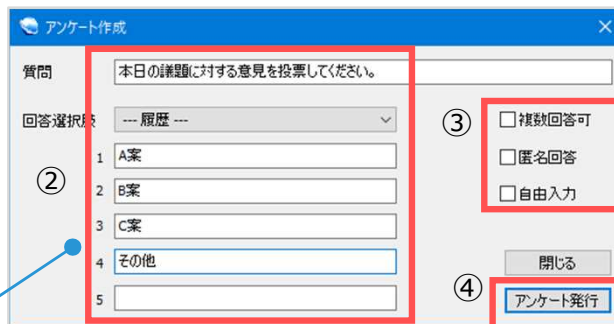 アンケート作成
質問 本日の議題に対する意見を投票してください。
回答選択肢 --- 履歴 ---
③ 複数回答可
1 A案
匿名回答
② 2 B案
自由入力
3 C案
4 その他
閉じる
5
④ アンケート発行